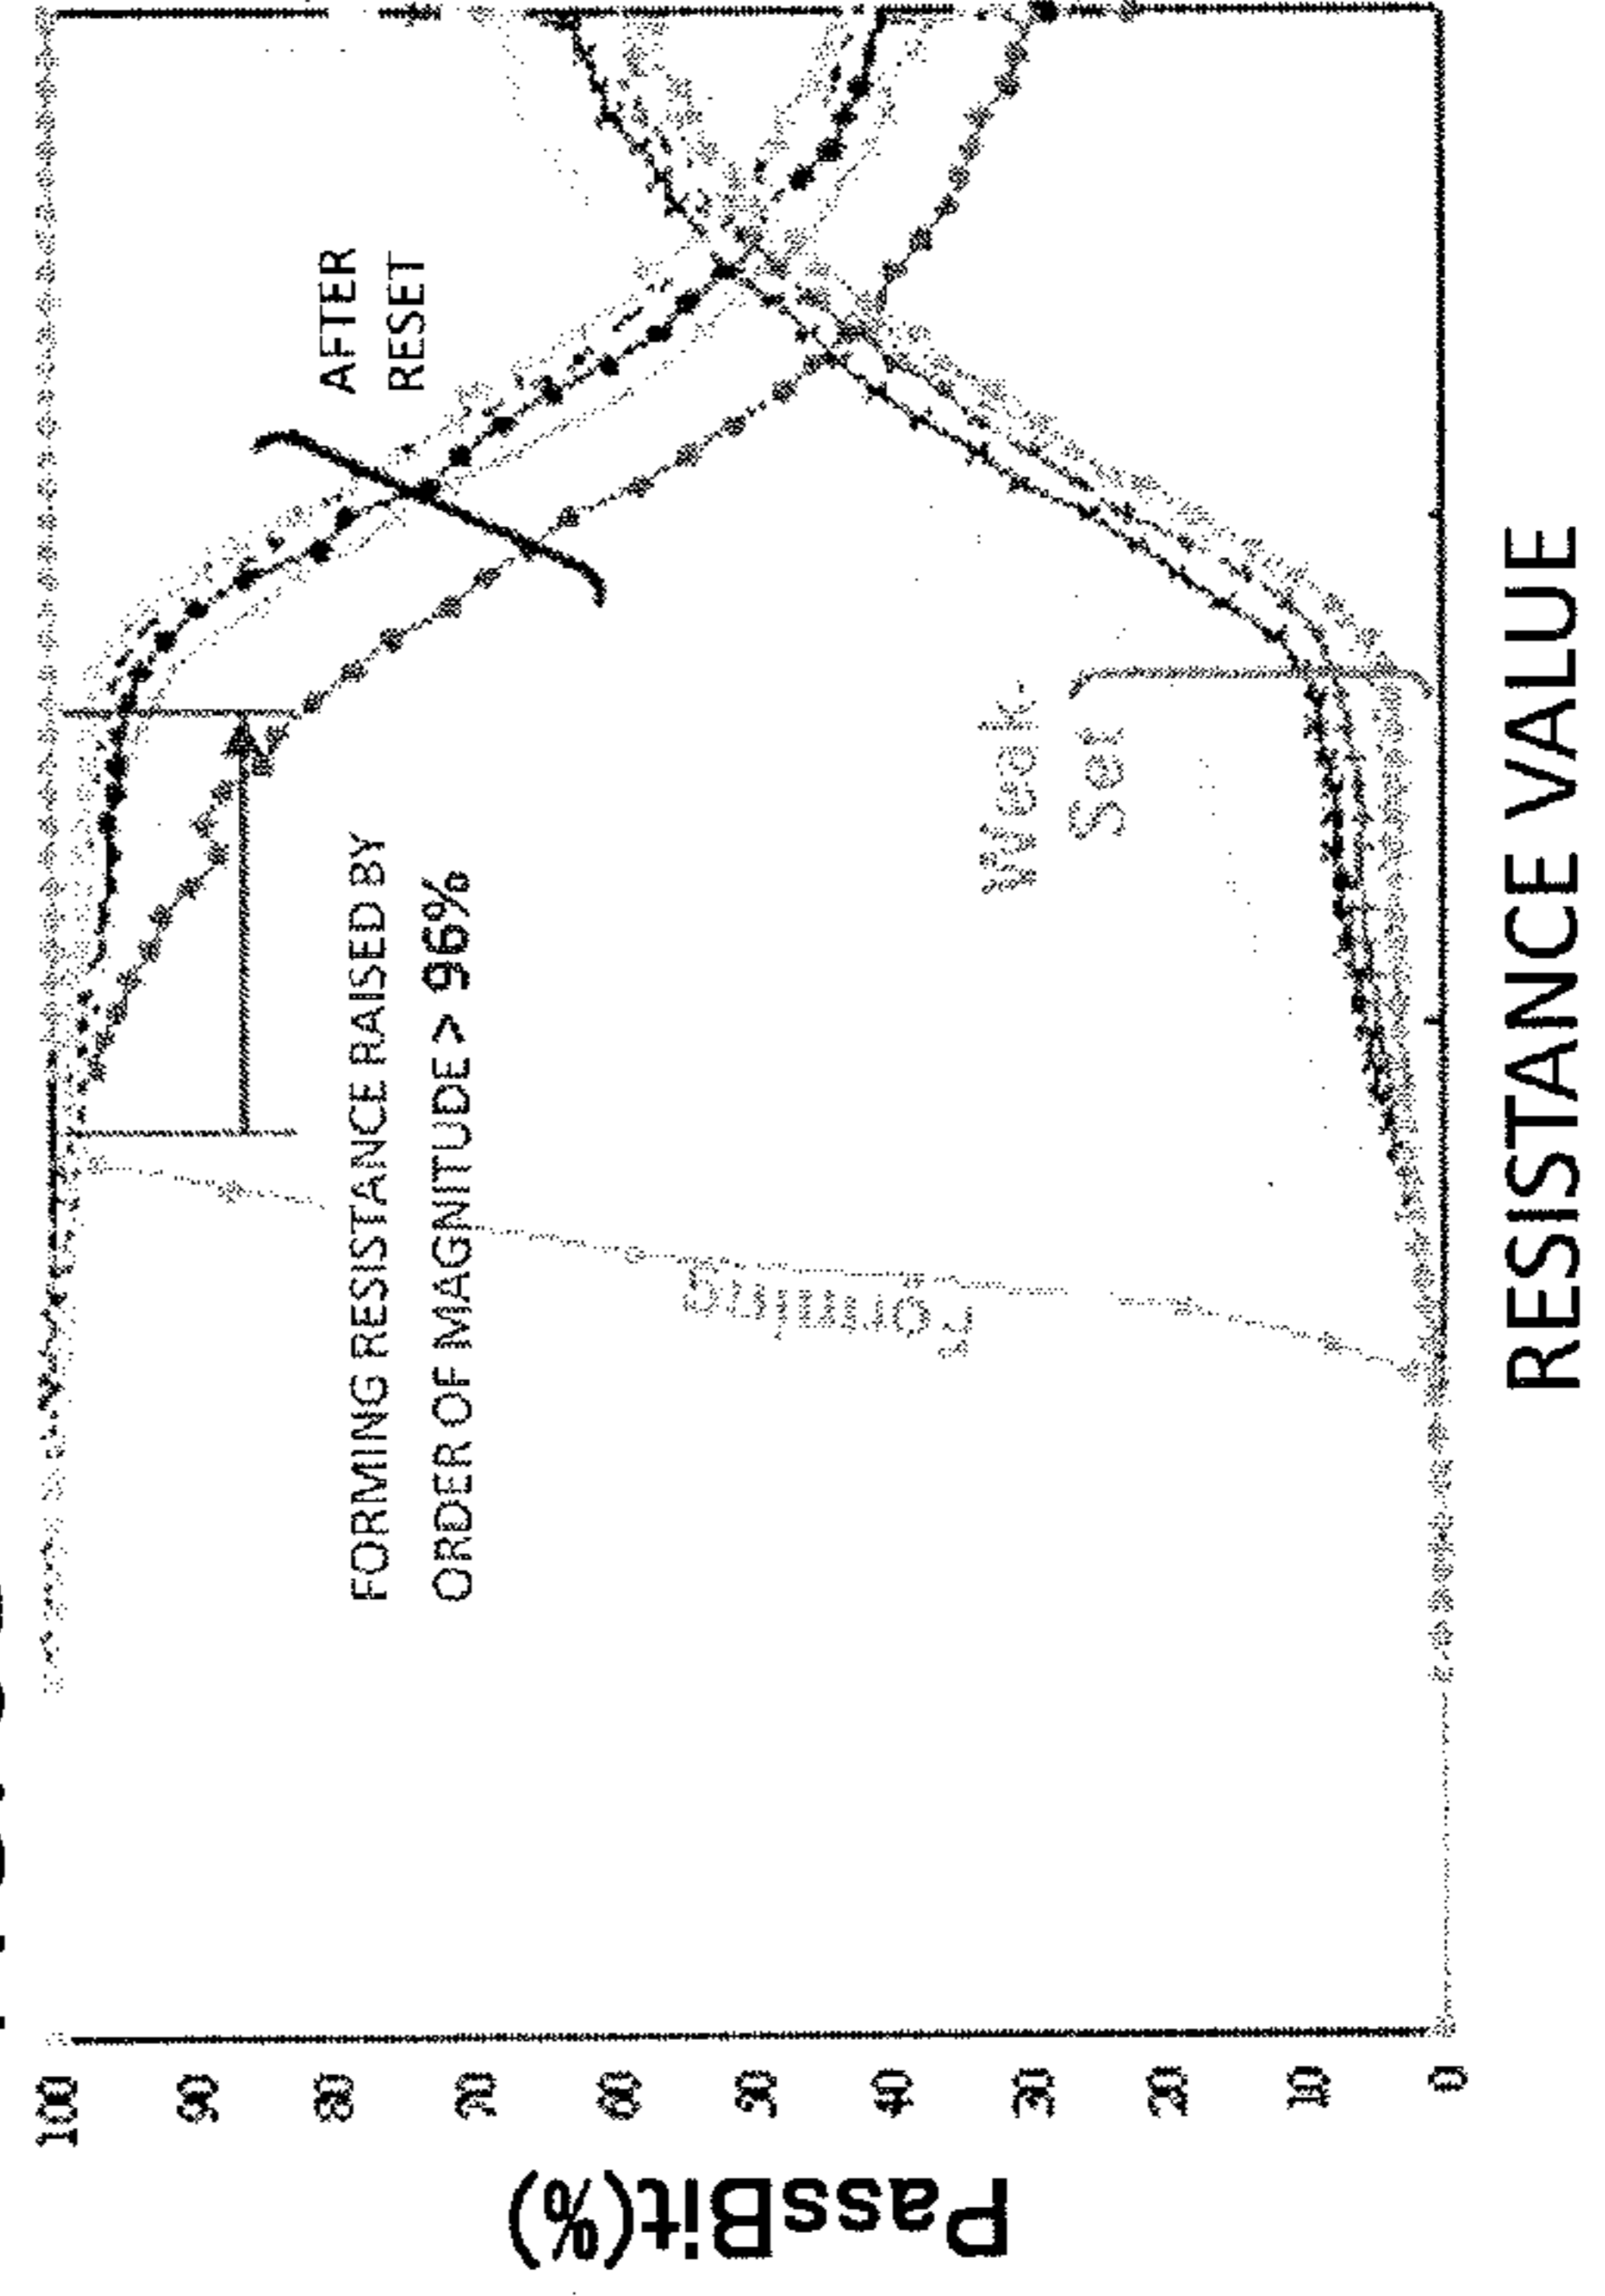 PassBit(%)
100
90
80
70
60
50
40
30
20
10
0
AFTER
RESET
FORMING RESISTANCE RAISED BY
ORDER OF MAGNITUDE > 96%
Forming
Weak
Set
RESISTANCE VALUE